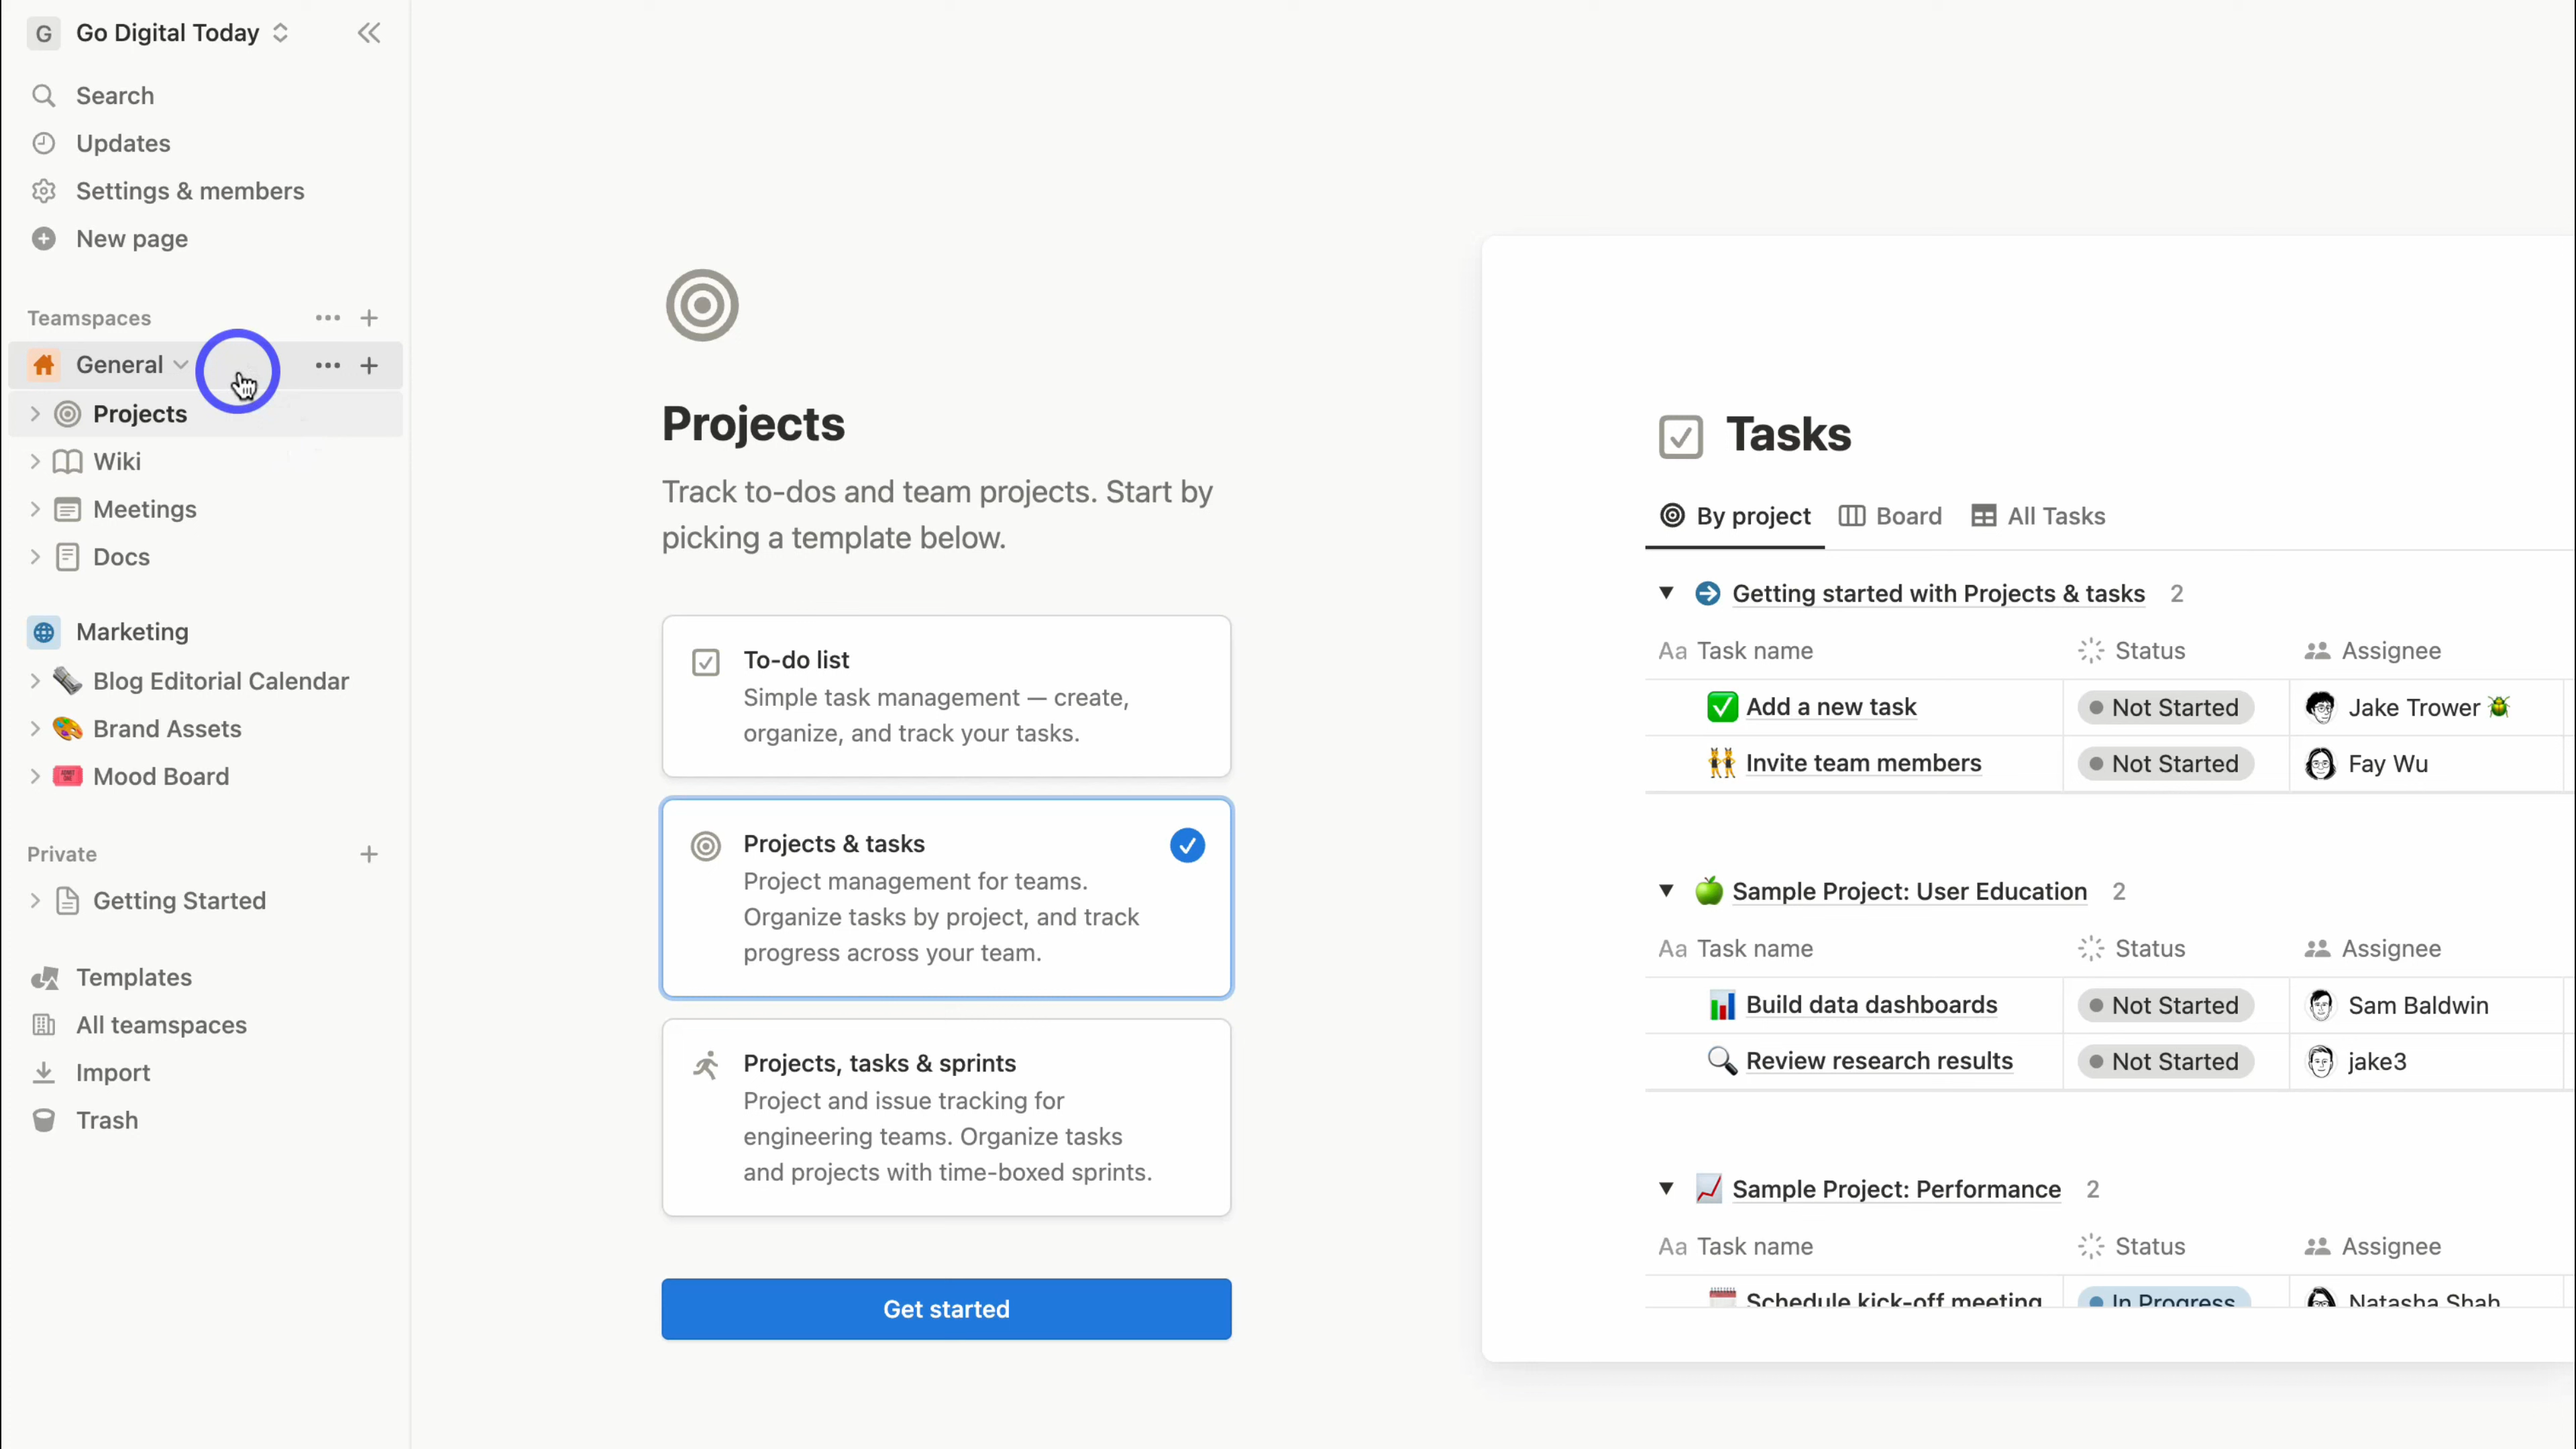 G Go Digital Today
Search
Updates
Settings & members
New page
Teamspaces
General
Projects
Wiki
Meetings
Docs
Marketing
Blog Editorial Calendar
Brand Assets
Mood Board
Private
Getting Started
Templates
All teamspaces
Import
Trash
Projects
Track to-dos and team projects. Start by
picking a template below.
To-do list
Simple task management — create,
organize, and track your tasks.
Projects & tasks
Project management for teams.
Organize tasks by project, and track
progress across your team.
Projects, tasks & sprints
Project and issue tracking for
engineering teams. Organize tasks
and projects with time-boxed sprints.
Get started
Tasks
By project Board All Tasks
Getting started with Projects & tasks 2
Aa Task name Status Assignee
Add a new task Not Started Jake Trower
Invite team members Not Started Fay Wu
Sample Project: User Education 2
Aa Task name Status Assignee
Build data dashboards Not Started Sam Baldwin
Review research results Not Started jake3
Sample Project: Performance 2
Aa Task name Status Assignee
Schedule kick-off meeting In Progress Natasha Shah